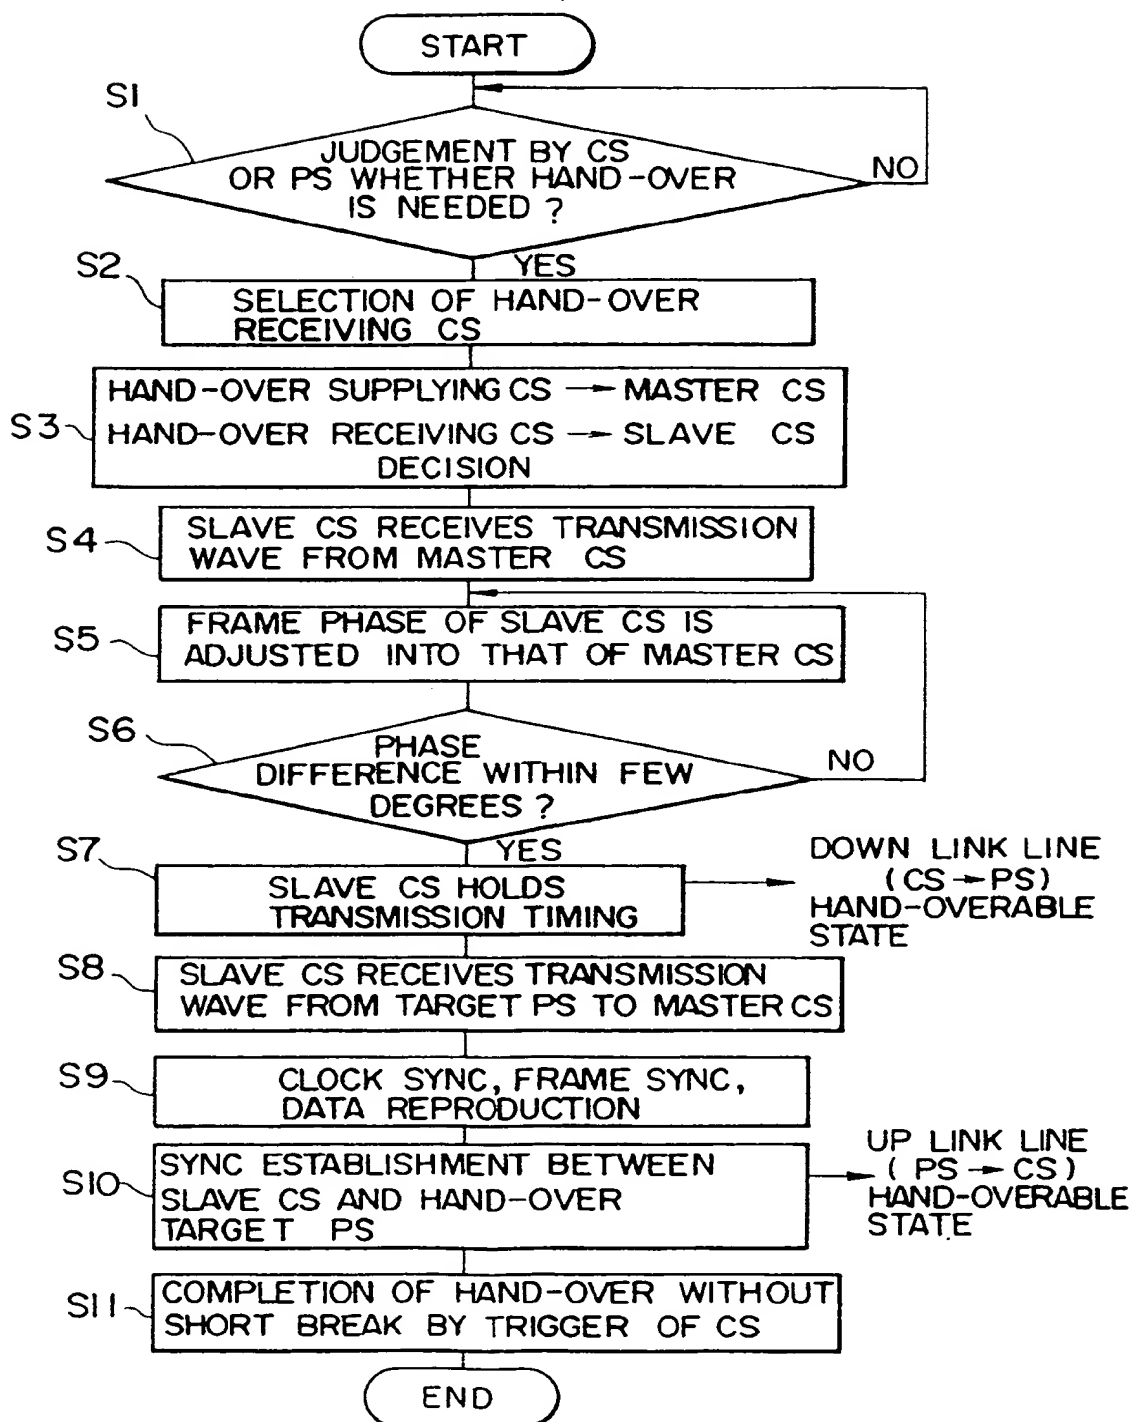 START
S1
JUDGEMENT BY CS
OR PS WHETHER HAND-OVER
IS NEEDED ?
NO
YES
S2
SELECTION OF HAND-OVER
RECEIVING CS
S3
HAND-OVER SUPPLYING CS → MASTER CS
HAND-OVER RECEIVING CS → SLAVE CS
DECISION
S4
SLAVE CS RECEIVES TRANSMISSION
WAVE FROM MASTER CS
S5
FRAME PHASE OF SLAVE CS IS
ADJUSTED INTO THAT OF MASTER CS
S6
PHASE
DIFFERENCE WITHIN FEW
DEGREES ?
NO
YES
S7
SLAVE CS HOLDS
TRANSMISSION TIMING
DOWN LINK LINE
(CS → PS)
HAND-OVERABLE
STATE
S8
SLAVE CS RECEIVES TRANSMISSION
WAVE FROM TARGET PS TO MASTER CS
S9
CLOCK SYNC, FRAME SYNC,
DATA REPRODUCTION
S10
SYNC ESTABLISHMENT BETWEEN
SLAVE CS AND HAND-OVER
TARGET PS
UP LINK LINE
( PS → CS)
HAND-OVERABLE
STATE
S11
COMPLETION OF HAND-OVER WITHOUT
SHORT BREAK BY TRIGGER OF CS
END